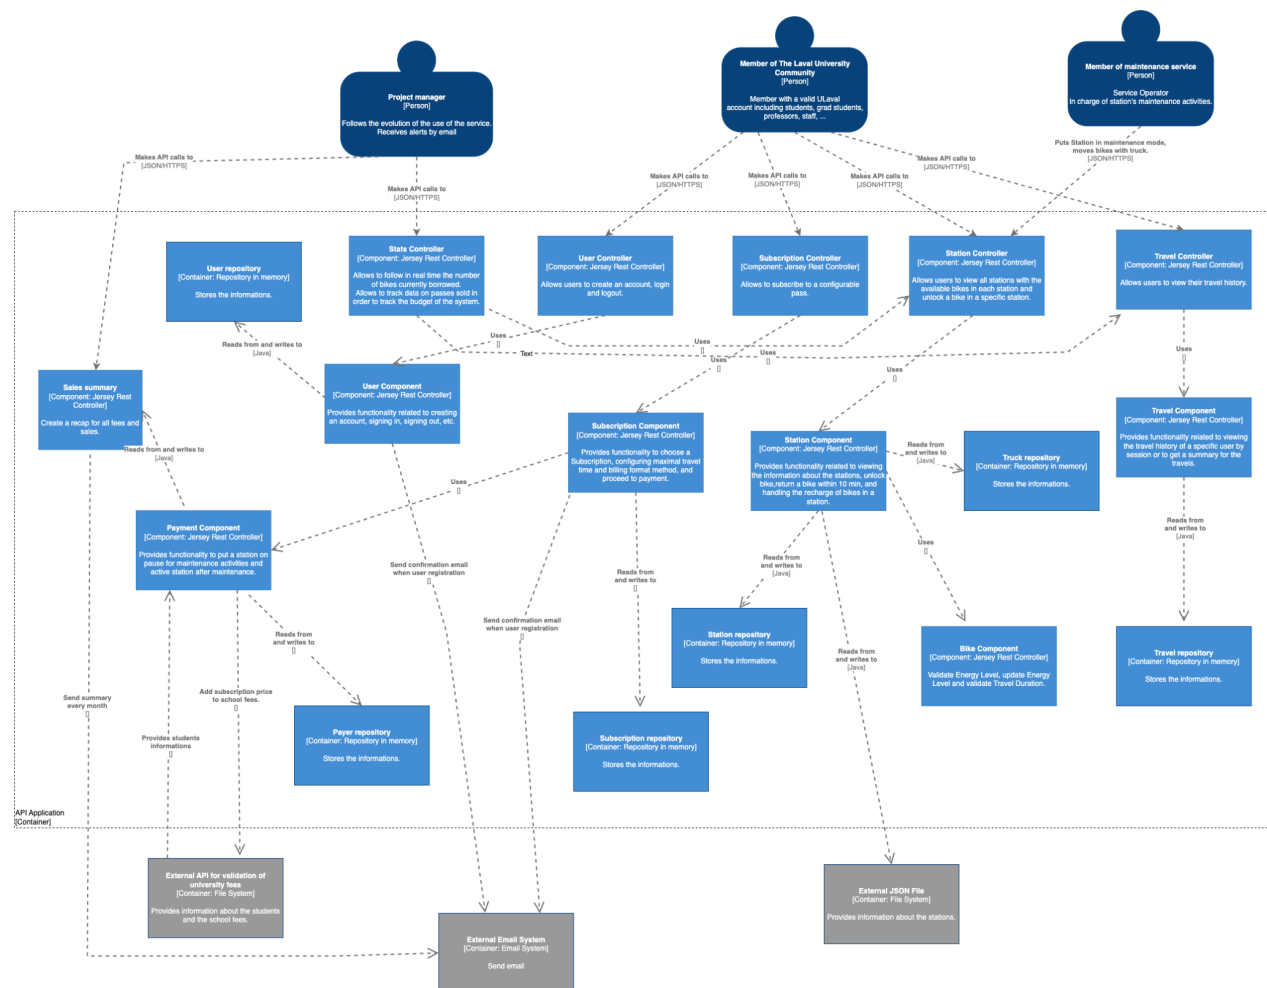 Project manager
[Person]
Follows the evolution of the use of the service.
Receives alerts by email
Member of The Laval University
Community
[Person]
Member with a valid ULaval
account including students, grad students,
professors, staff, ...
Member of maintenance service
[Person]
Service Operator
In charge of station's maintenance activities.
Makes API calls to
[JSON/HTTPS]
Makes API calls to
[JSON/HTTPS]
Makes API calls to
[JSON/HTTPS]
Makes API calls to
[JSON/HTTPS]
Makes API calls to
[JSON/HTTPS]
Makes API calls to
[JSON/HTTPS]
Puts Station in maintenance mode,
moves bikes with truck.
[JSON/HTTPS]
User repository
[Container: Repository in memory]
Stores the informations.
Stats Controller
[Component: Jersey Rest Controller]
Allows to follow in real time the number
of bikes currently borrowed.
Allows to track data on passes sold in
order to track the budget of the system.
User Controller
[Component: Jersey Rest Controller]
Allows users to create an account, login
and logout.
Subscription Controller
[Component: Jersey Rest Controller]
Allows to subscribe to a configurable
pass.
Station Controller
[Component: Jersey Rest Controller]
Allows users to view all stations with the
available bikes in each station and
unlock a bike in a specific station.
Travel Controller
[Component: Jersey Rest Controller]
Allows users to view their travel history.
Reads from and writes to
[Java]
Uses
[]
Text
Uses
[]
Uses
[]
Uses
[]
Uses
[]
Uses
[]
Sales summary
[Component: Jersey Rest
Controller]
Create a recap for all fees and
sales.
User Component
[Component: Jersey Rest Controller]
Provides functionality related to creating
an account, signing in, signing out, etc.
Subscription Component
[Component: Jersey Rest Controller]
Provides functionality to choose a
Subscription, configuring maximal travel
time and billing format method, and
proceed to payment.
Station Component
[Component: Jersey Rest Controller]
Provides functionality related to viewing
the information about the stations, unlock
bike,return a bike within 10 min, and
handling the recharge of bikes in a
station.
Reads from
and writes to
[Java]
Truck repository
[Container: Repository in memory]
Stores the informations.
Travel Component
[Component: Jersey Rest Controller]
Provides functionality related to viewing
the travel history of a specific user by
session or to get a summary for the
travels.
Reads from and writes to
[Java]
Uses
[]
Payment Component
[Component: Jersey Rest Controller]
Provides functionality to put a station on
pause for maintenance activities and
active station after maintenance.
Send confirmation email
when user registration
[]
Reads from
and writes to
[]
Reads from
and writes to
[Java]
Uses
[]
Reads from
and writes to
[Java]
Send confirmation email
when user registration
[]
Reads from
and writes to
[]
Station repository
[Container: Repository in memory]
Stores the informations.
Reads from
and writes to
[Java]
Bike Component
[Component: Jersey Rest Controller]
Validate Energy Level, update Energy
Level and validate Travel Duration.
Travel repository
[Container: Repository in memory]
Stores the informations.
Send summary
every month
[]
Add subscription price
to school fees.
[]
Provides students
informations
[]
Payer repository
[Container: Repository in memory]
Stores the informations.
Subscription repository
[Container: Repository in memory]
Stores the informations.
API Application
[Container]
External API for validation of
university fees
[Container: File System]
Provides information about the students
and the school fees.
External Email System
[Container: Email System]
Send email
External JSON File
[Container: File System]
Provides information about the stations.